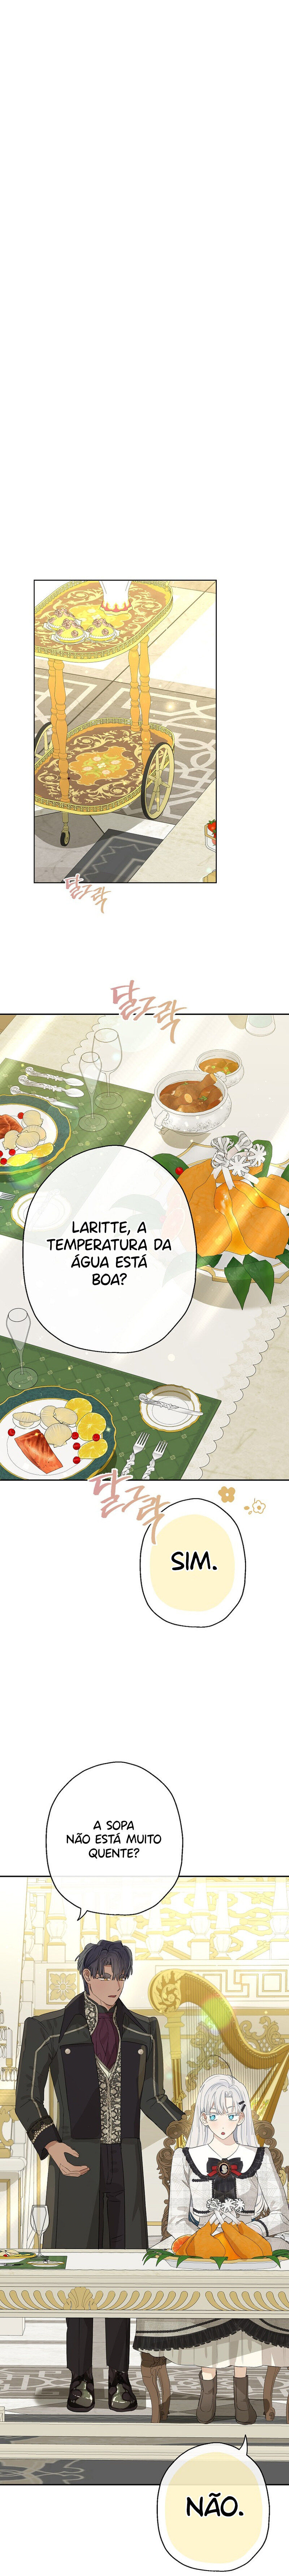 달그락
달그락
LARITTE, A
TEMPERATURA DA
ÁGUA ESTÁ
BOA?
달그락
SIM.
A SOPA
NÃO ESTÁ MUITO
QUENTE?
NÃO.